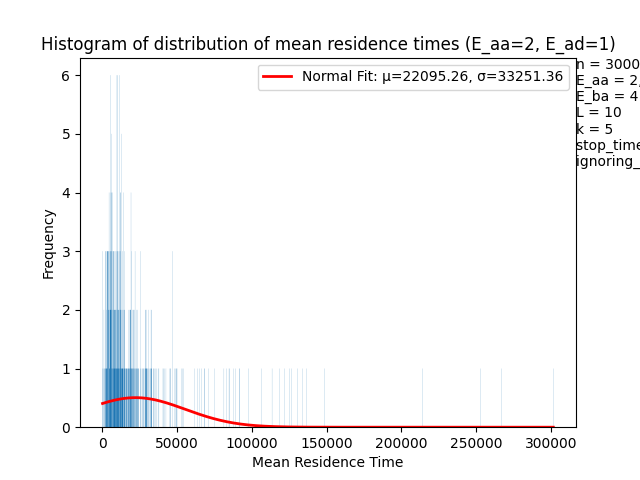 Histogram of distribution of mean residence times (E_aa=2, E_ad=1)
Normal Fit: μ=22095.26, σ=33251.36
n = 3000
E_aa = 2,
E_ba = 4
L = 10
k = 5
stop_time
ignoring_
Frequency
6
5
4
3
2
1
0
0 50000 100000 150000 200000 250000 300000
Mean Residence Time